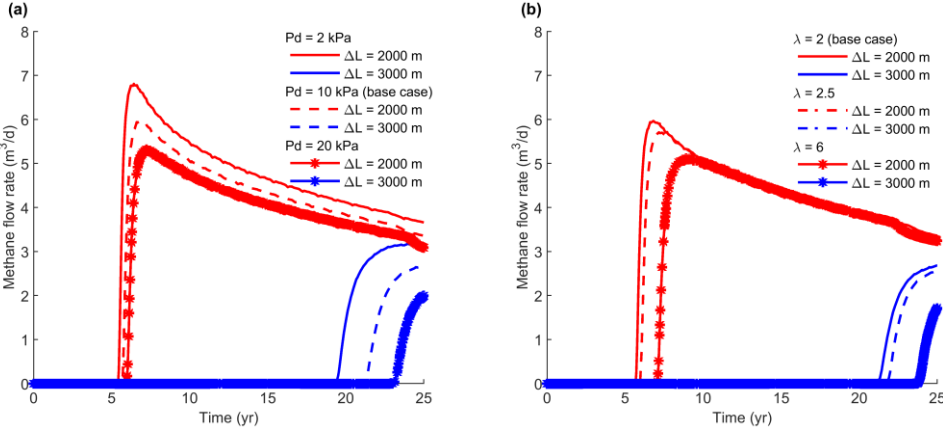 (a)
8
7
6
5
4
3
2
1
0
Methane flow rate (m³/d)
0 5 10 15 20 25
Time (yr)
Pd = 2 kPa
ΔL = 2000 m
ΔL = 3000 m
Pd = 10 kPa (base case)
ΔL = 2000 m
ΔL = 3000 m
Pd = 20 kPa
ΔL = 2000 m
ΔL = 3000 m
(b)
8
7
6
5
4
3
2
1
0
Methane flow rate (m³/d)
0 5 10 15 20 25
Time (yr)
λ = 2 (base case)
ΔL = 2000 m
ΔL = 3000 m
λ = 2.5
ΔL = 2000 m
ΔL = 3000 m
λ = 6
ΔL = 2000 m
ΔL = 3000 m